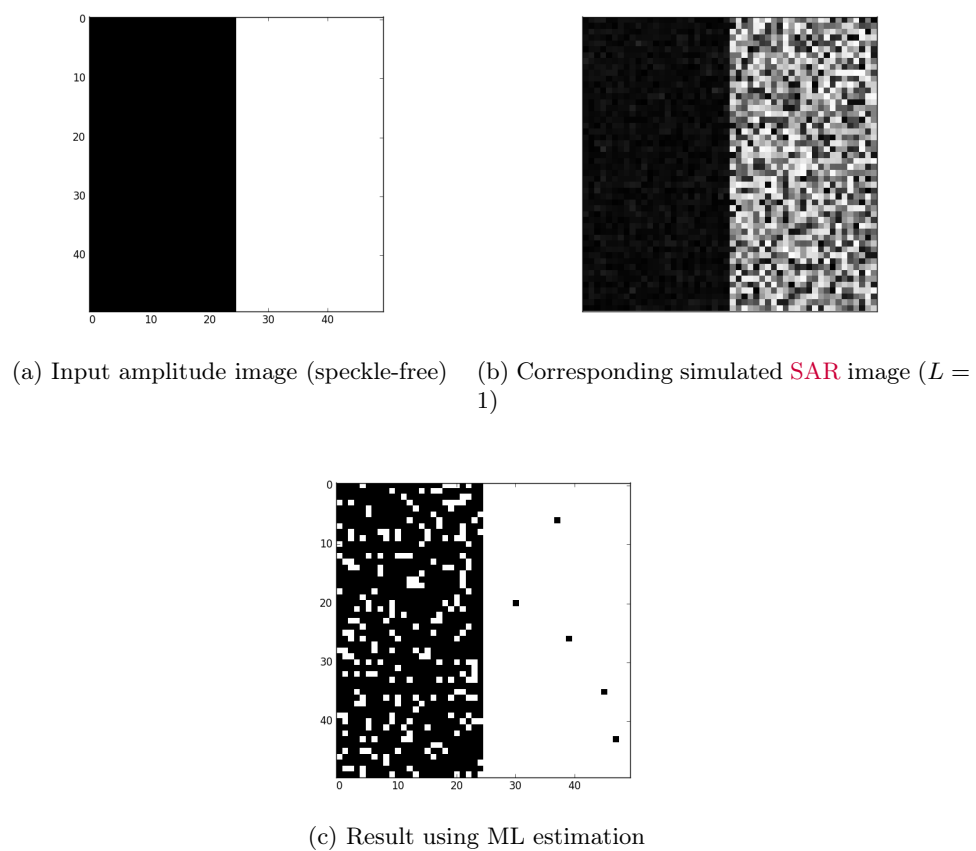 0
10
20
30
40
0 10 20 30 40
(a) Input amplitude image (speckle-free)
(b) Corresponding simulated SAR image (L =
1)
0
10
20
30
40
0 10 20 30 40
(c) Result using ML estimation